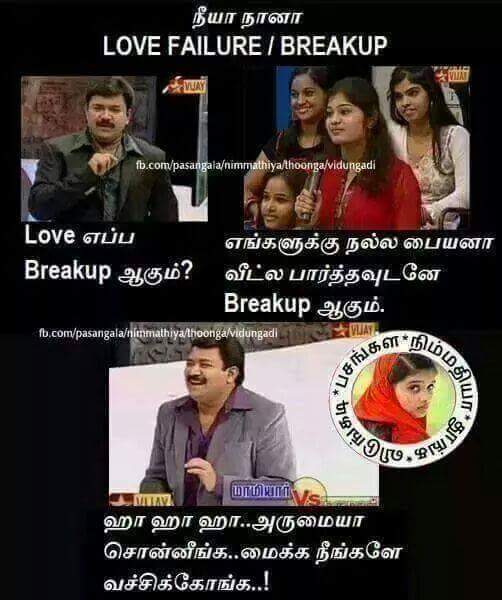 நீயா நானா
LOVE FAILURE / BREAKUP
VIJAY
VIJAY
fb.com/pasangala/nimmathiya/thoonga/vidungadi
Love எப்ப
Breakup ஆகும்?
எங்களுக்கு நல்ல பையனா
வீட்ல பார்த்தவுடனே
Breakup ஆகும்.
fb.com/pasangala/nimmathiya/thoonga/vidungadi
VIJAY
*பசங்கள*நிம்மதியா*தூங்க*விடுங்கடி
மாமியார் Vs
VIJAY
ஹா ஹா ஹா..அருமையா
சொன்னீங்க..மைக்க நீங்களே
வச்சிக்கோங்க..!